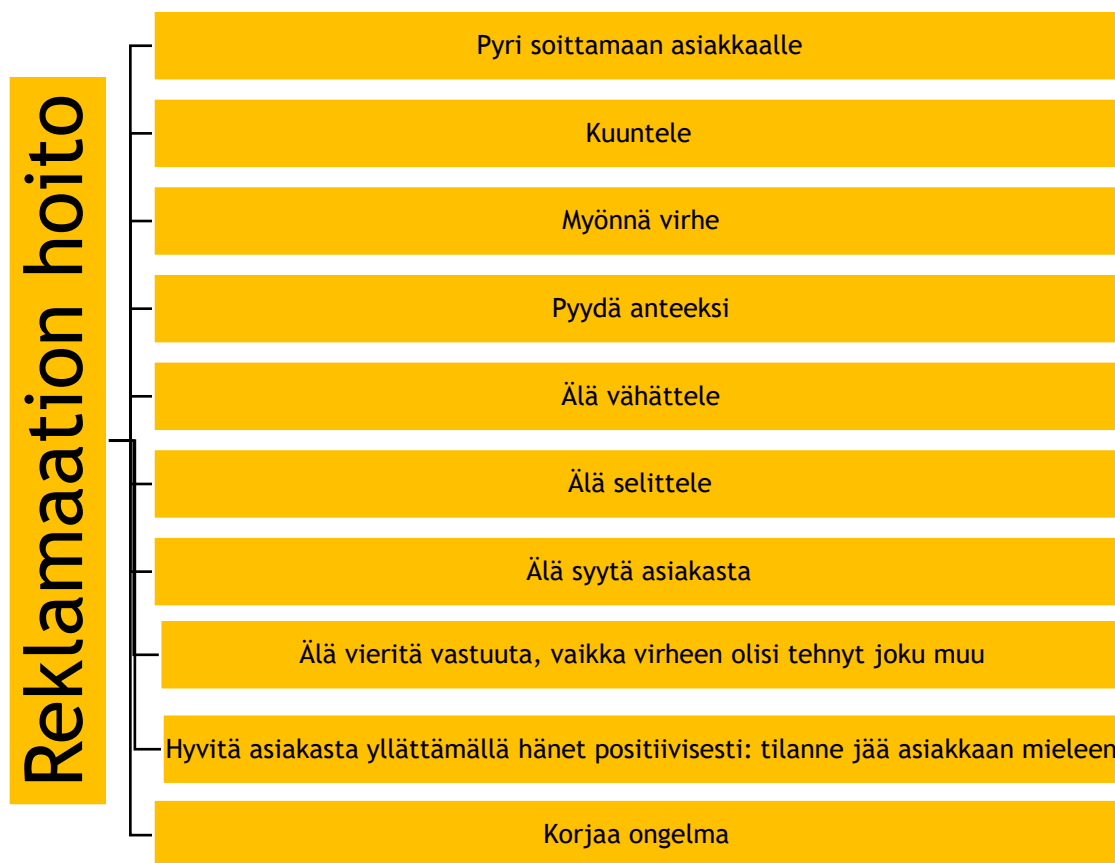 Reklamaation hoito
Pyri soittamaan asiakkaalle
Kuuntele
Myönnä virhe
Pyydä anteeksi
Älä vähättele
Älä selittele
Älä syytä asiakasta
Älä vieritä vastuuta, vaikka virheen olisi tehnyt joku muu
Hyvitä asiakasta yllättämällä hänet positiivisesti: tilanne jää asiakkaan mieleen
Korjaa ongelma